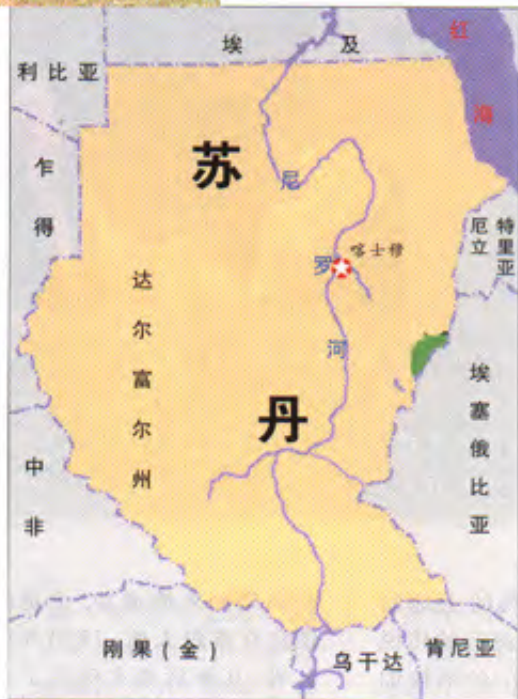 埃及
红海
利比亚
苏丹
乍得
尼罗河
厄立特里亚
喀士穆
达尔富尔州
埃塞俄比亚
中非
刚果(金)
乌干达
肯尼亚